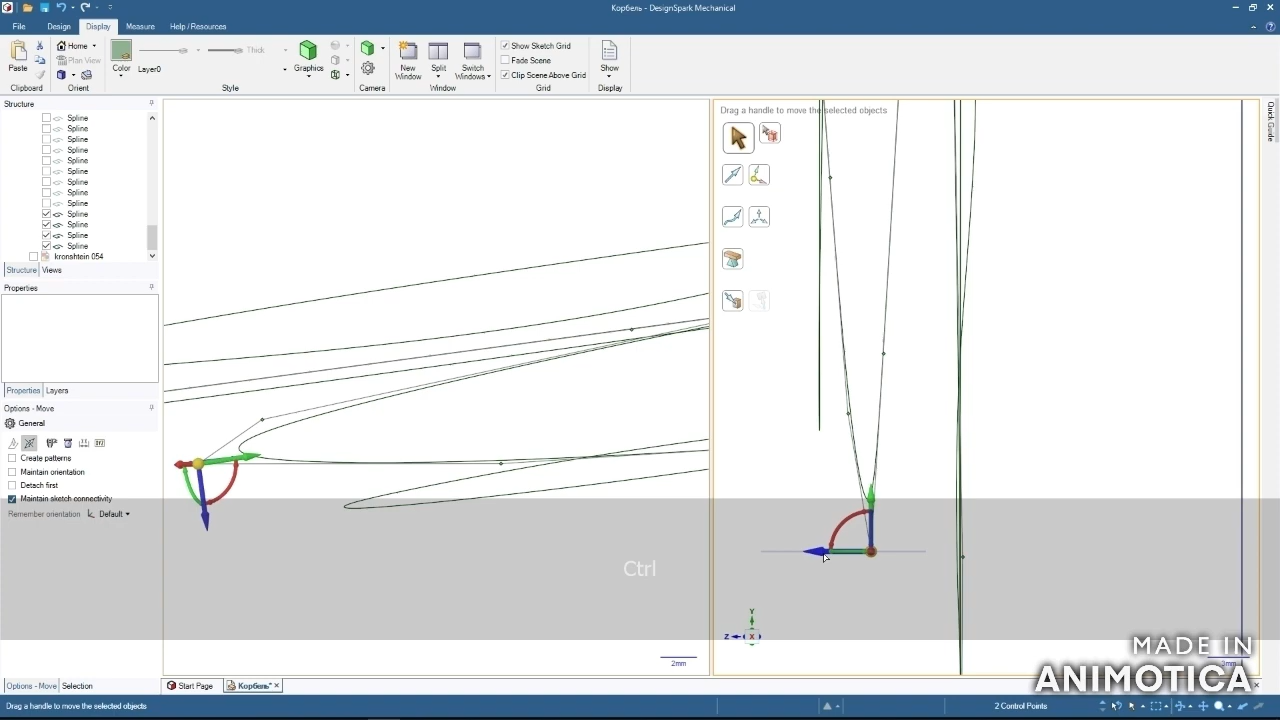 Корбель - DesignSpark Mechanical
File Design Display Measure Help / Resources
Paste
Home
Plan View
Color
Layer0
Thick
Graphics
New Window
Split
Switch Windows
Show Sketch Grid
Fade Scene
Clip Scene Above Grid
Show
Clipboard Orient Style Camera Window Grid Display
Structure
Spline
Spline
Spline
Spline
Spline
Spline
Spline
Spline
Spline
Spline
Spline
Spline
Spline
kronshtein 054
Structure Views
Properties
Properties Layers
Options - Move
General
Create patterns
Maintain orientation
Detach first
Maintain sketch connectivity
Remember orientation Default
Drag a handle to move the selected objects
Quick Guide
Ctrl
Y
Z
X
2mm
MADE IN
ANIMOTICA
Options - Move Selection
Start Page
Корбель*
Drag a handle to move the selected objects
2 Control Points